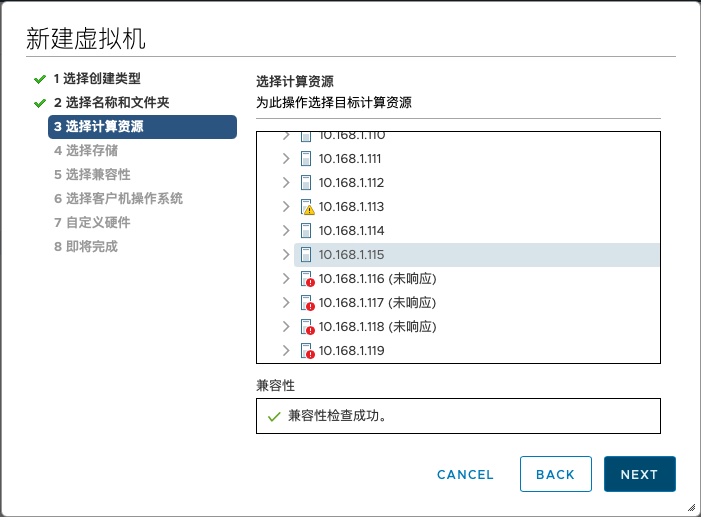 新建虚拟机
1 选择创建类型
2 选择名称和文件夹
3 选择计算资源
4 选择存储
5 选择兼容性
6 选择客户机操作系统
7 自定义硬件
8 即将完成
选择计算资源
为此操作选择目标计算资源
10.168.1.110
10.168.1.111
10.168.1.112
10.168.1.113
10.168.1.114
10.168.1.115
10.168.1.116 (未响应)
10.168.1.117 (未响应)
10.168.1.118 (未响应)
10.168.1.119
兼容性
兼容性检查成功。
CANCEL
BACK
NEXT